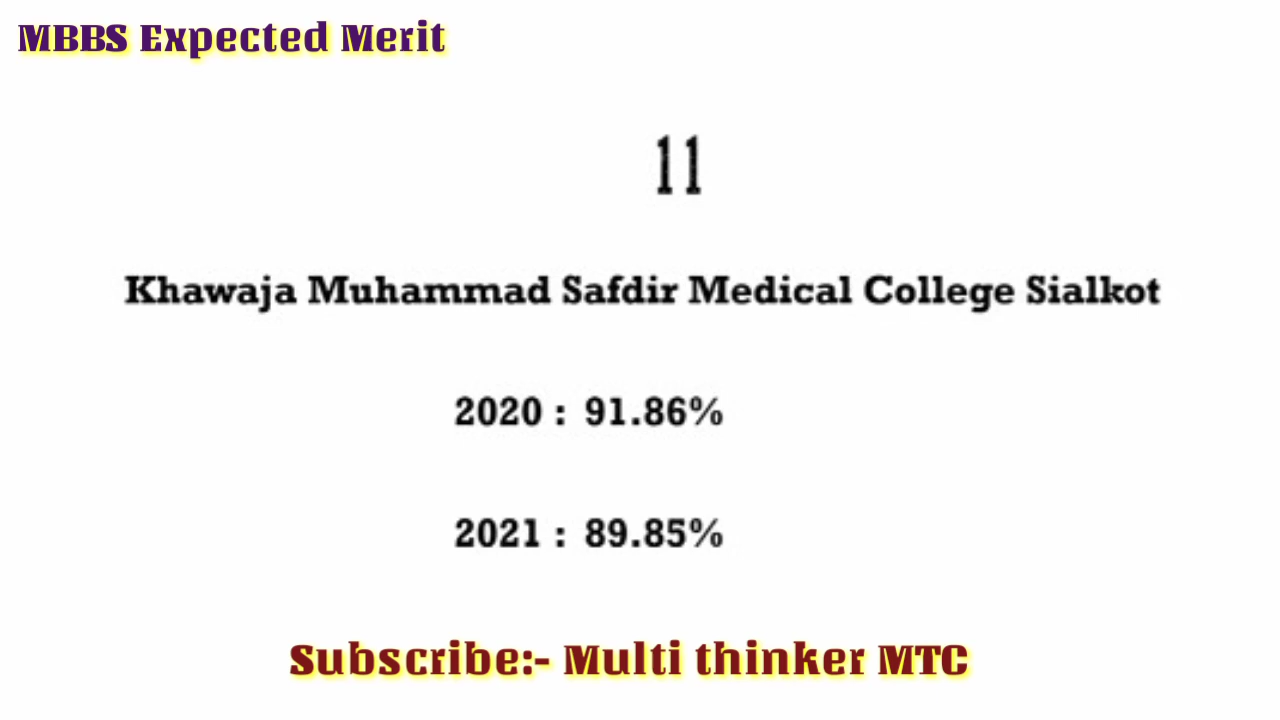 MBBS Expected Merit
11
Khawaja Muhammad Safdir Medical College Sialkot
2020 : 91.86%
2021 : 89.85%
Subscribe:- Multi thinker MTC